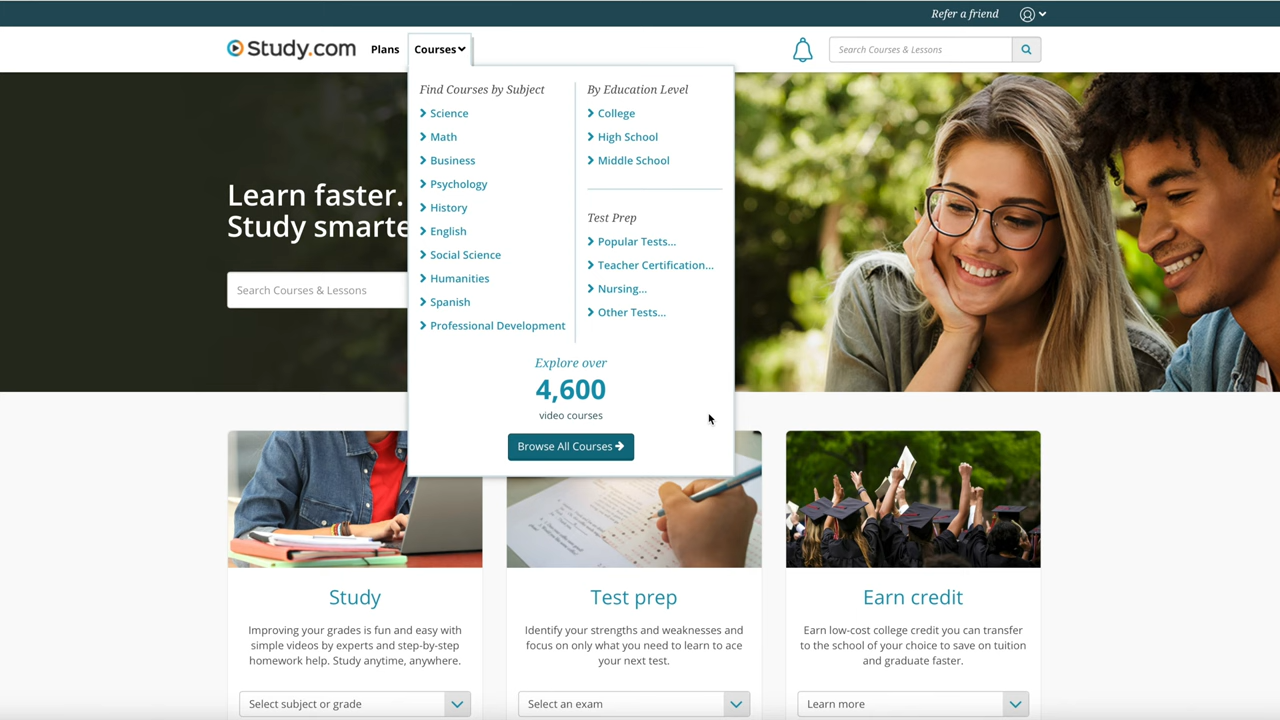 Refer a friend
Study.com
Plans
Courses
Search Courses & Lessons
Find Courses by Subject
Science
Math
Business
Psychology
History
English
Social Science
Humanities
Spanish
Professional Development
By Education Level
College
High School
Middle School
Test Prep
Popular Tests...
Teacher Certification...
Nursing...
Other Tests...
Explore over
4,600
video courses
Browse All Courses
Learn faster.
Study smarte
Search Courses & Lessons
Study
Improving your grades is fun and easy with
simple videos by experts and step-by-step
homework help. Study anytime, anywhere.
Select subject or grade
Test prep
Identify your strengths and weaknesses and
focus on only what you need to learn to ace
your next test.
Select an exam
Earn credit
Earn low-cost college credit you can transfer
to the school of your choice to save on tuition
and graduate faster.
Learn more